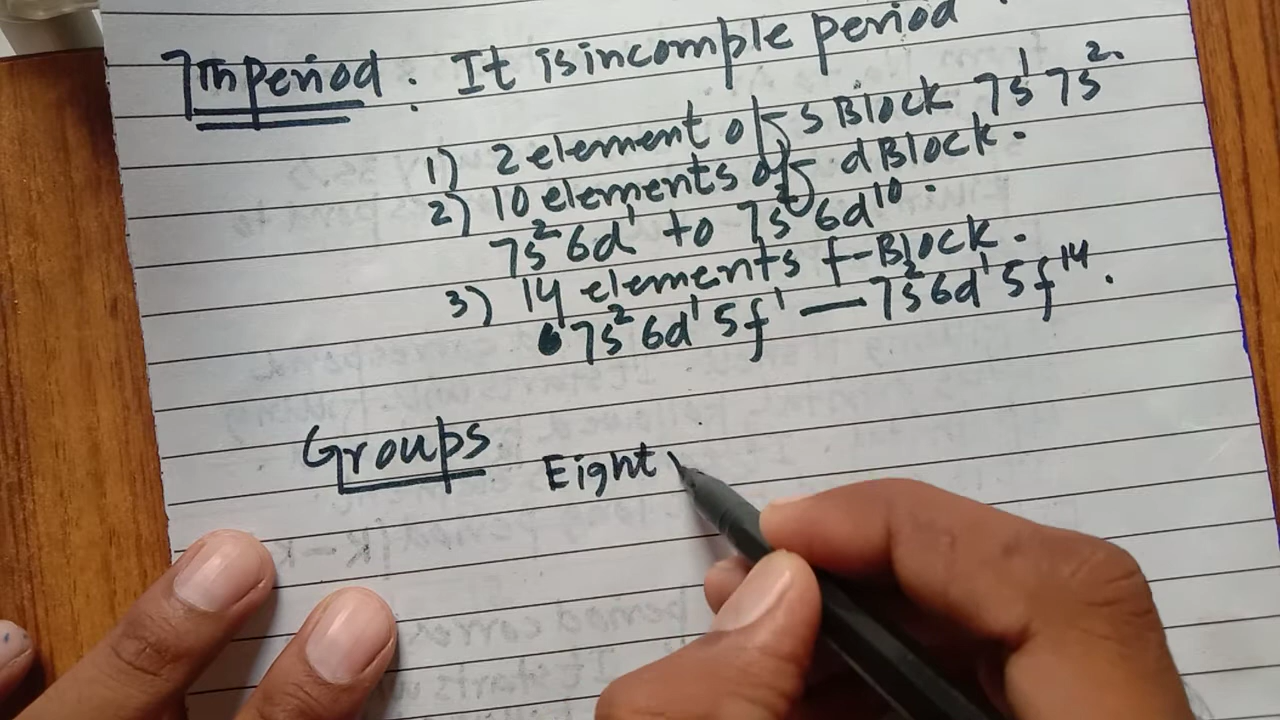 7th period : It is incomple period .
1) 2 element of s Block 7s¹ 7s².
2) 10 elements of d Block .
7s² 6d¹ to 7s² 6d¹⁰ .
3) 14 elements f-Block .
7s² 6d¹ 5f¹ — 7s² 6d¹ 5f¹⁴ .
Groups Eight